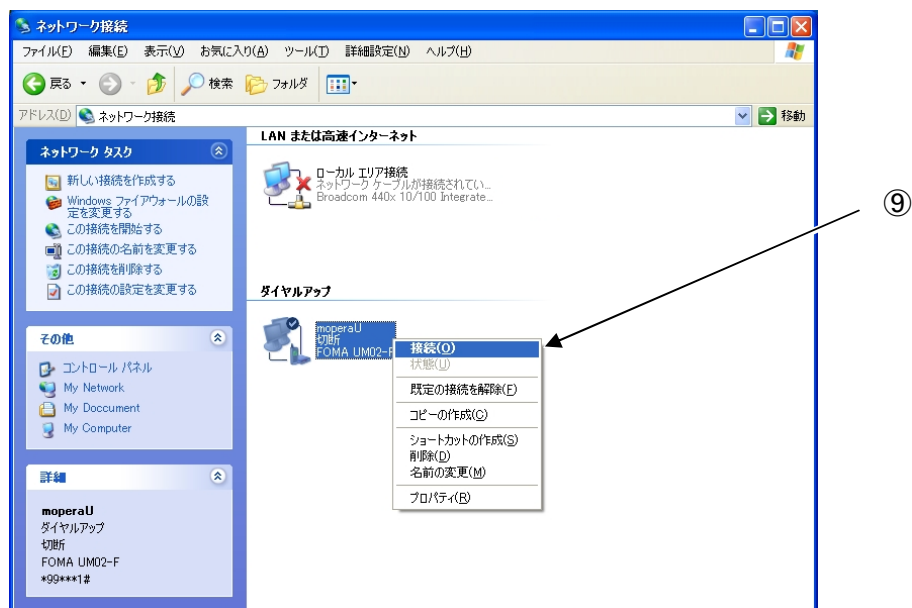 ネットワーク接続
ファイル(F) 編集(E) 表示(V) お気に入り(A) ツール(T) 詳細設定(N) ヘルプ(H)
戻る 検索 フォルダ
アドレス(D) ネットワーク接続 移動
ネットワーク タスク
新しい接続を作成する
Windows ファイアウォールの設
定を変更する
この接続を開始する
この接続の名前を変更する
この接続を削除する
この接続の設定を変更する
その他
コントロール パネル
My Network
My Doccument
My Computer
詳細
moperaU
ダイヤルアップ
切断
FOMA UM02-F
*99***1#
LAN または高速インターネット
ローカル エリア接続
ネットワーク ケーブルが接続されてい...
Broadcom 440x 10/100 Integrate...
ダイヤルアップ
moperaU
切断
FOMA UM02-F
接続(O)
状態(U)
既定の接続を解除(F)
コピーの作成(C)
ショートカットの作成(S)
削除(D)
名前の変更(M)
プロパティ(R)
⑨